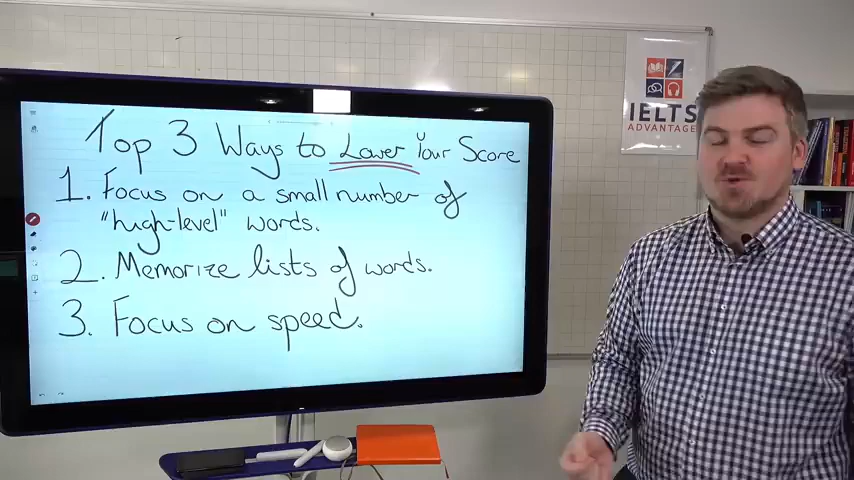 Top 3 Ways to Lower Your Score
1. Focus on a small number of
"high-level" words.
2. Memorize lists of words.
3. Focus on speed.
IELTS
ADVANTAGE